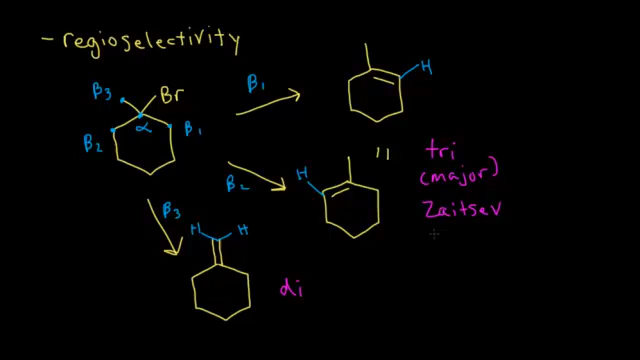 - regioselectivity
β3
Br
β1
H
β2
α
β1
β2
H
tri
(major)
Zaitsev
β3
H
H
di